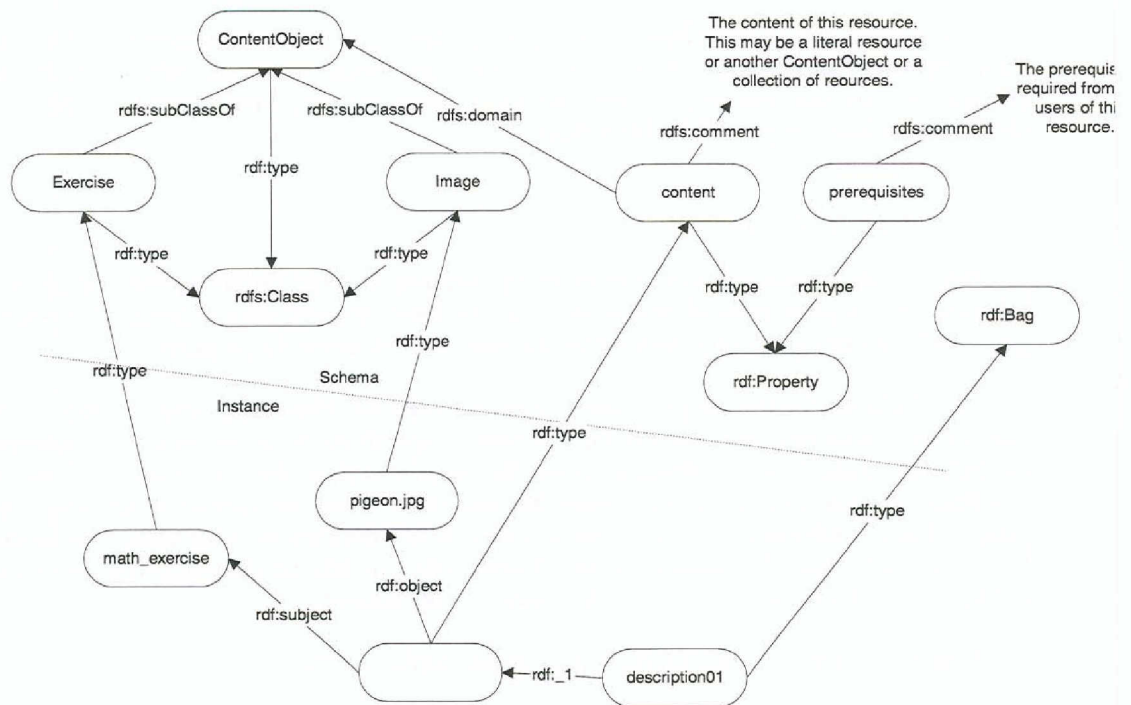 ContentObject
The content of this resource.
This may be a literal resource
or another ContentObject or a
collection of reources.
The prerequis
required from
users of thi
resource.
rdfs:subClassOf
rdfs:subClassOf
rdfs:domain
rdfs:comment
rdfs:comment
rdf:type
Exercise
Image
content
prerequisites
rdf:type
rdf:type
rdf:type
rdf:type
rdfs:Class
rdf:Bag
rdf:type
rdf:type
Schema
rdf:Property
Instance
rdf:type
pigeon.jpg
rdf:type
math_exercise
rdf:object
rdf:subject
rdf:_1
description01